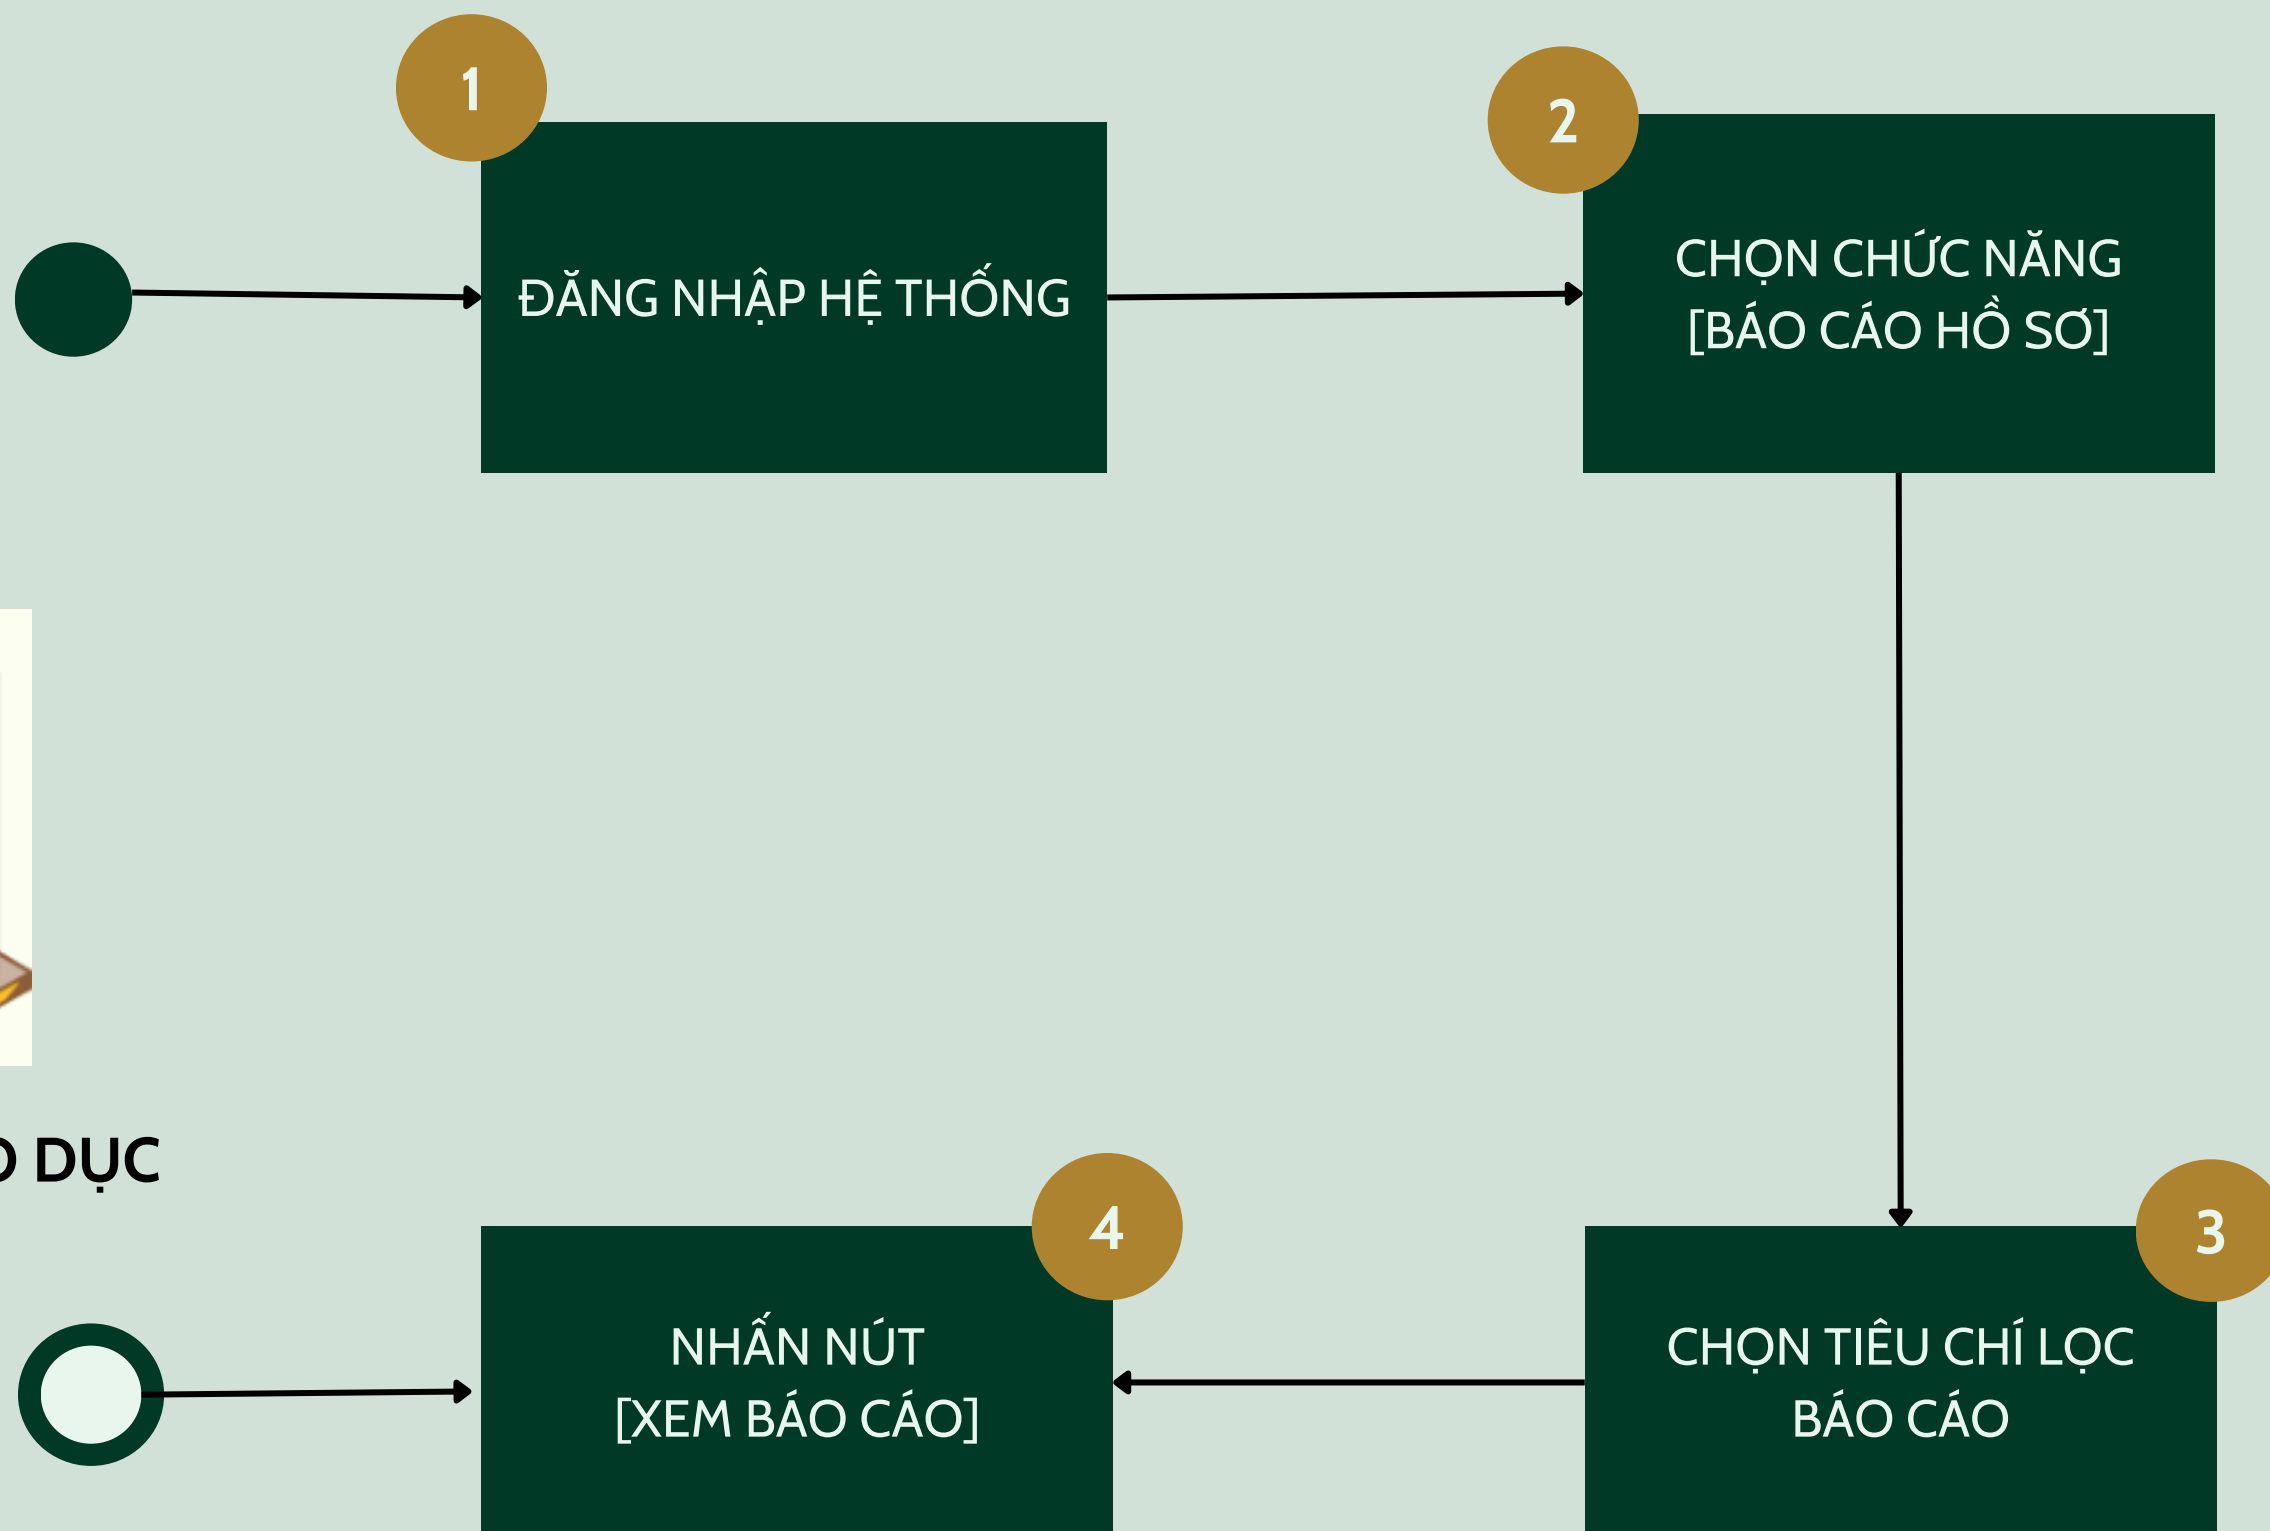 1
ĐĂNG NHẬP HỆ THỐNG
2
CHỌN CHỨC NĂNG
[BÁO CÁO HỒ SƠ]
3
CHỌN TIÊU CHÍ LỌC
BÁO CÁO
4
NHẤN NÚT
[XEM BÁO CÁO]
DỤC